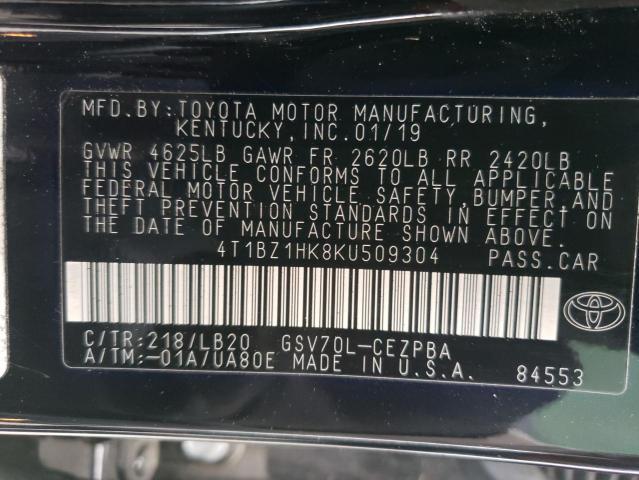 MFD.BY:TOYOTA MOTOR MANUFACTURING,
KENTUCKY,INC.01/19
GVWR 4625LB GAWR FR 2620LB RR 2420LB
THIS VEHICLE CONFORMS TO ALL APPLICABLE
FEDERAL MOTOR VEHICLE SAFETY,BUMPER,AND
THEFT PREVENTION STANDARDS IN EFFECT ON
THE DATE OF MANUFACTURE SHOWN ABOVE.
4T1BZ1HK8KU509304 PASS.CAR
C/TR:218/LB20 GSV70L-CEZPBA
A/TM:-01A/UA80E MADE IN U.S.A. 84553